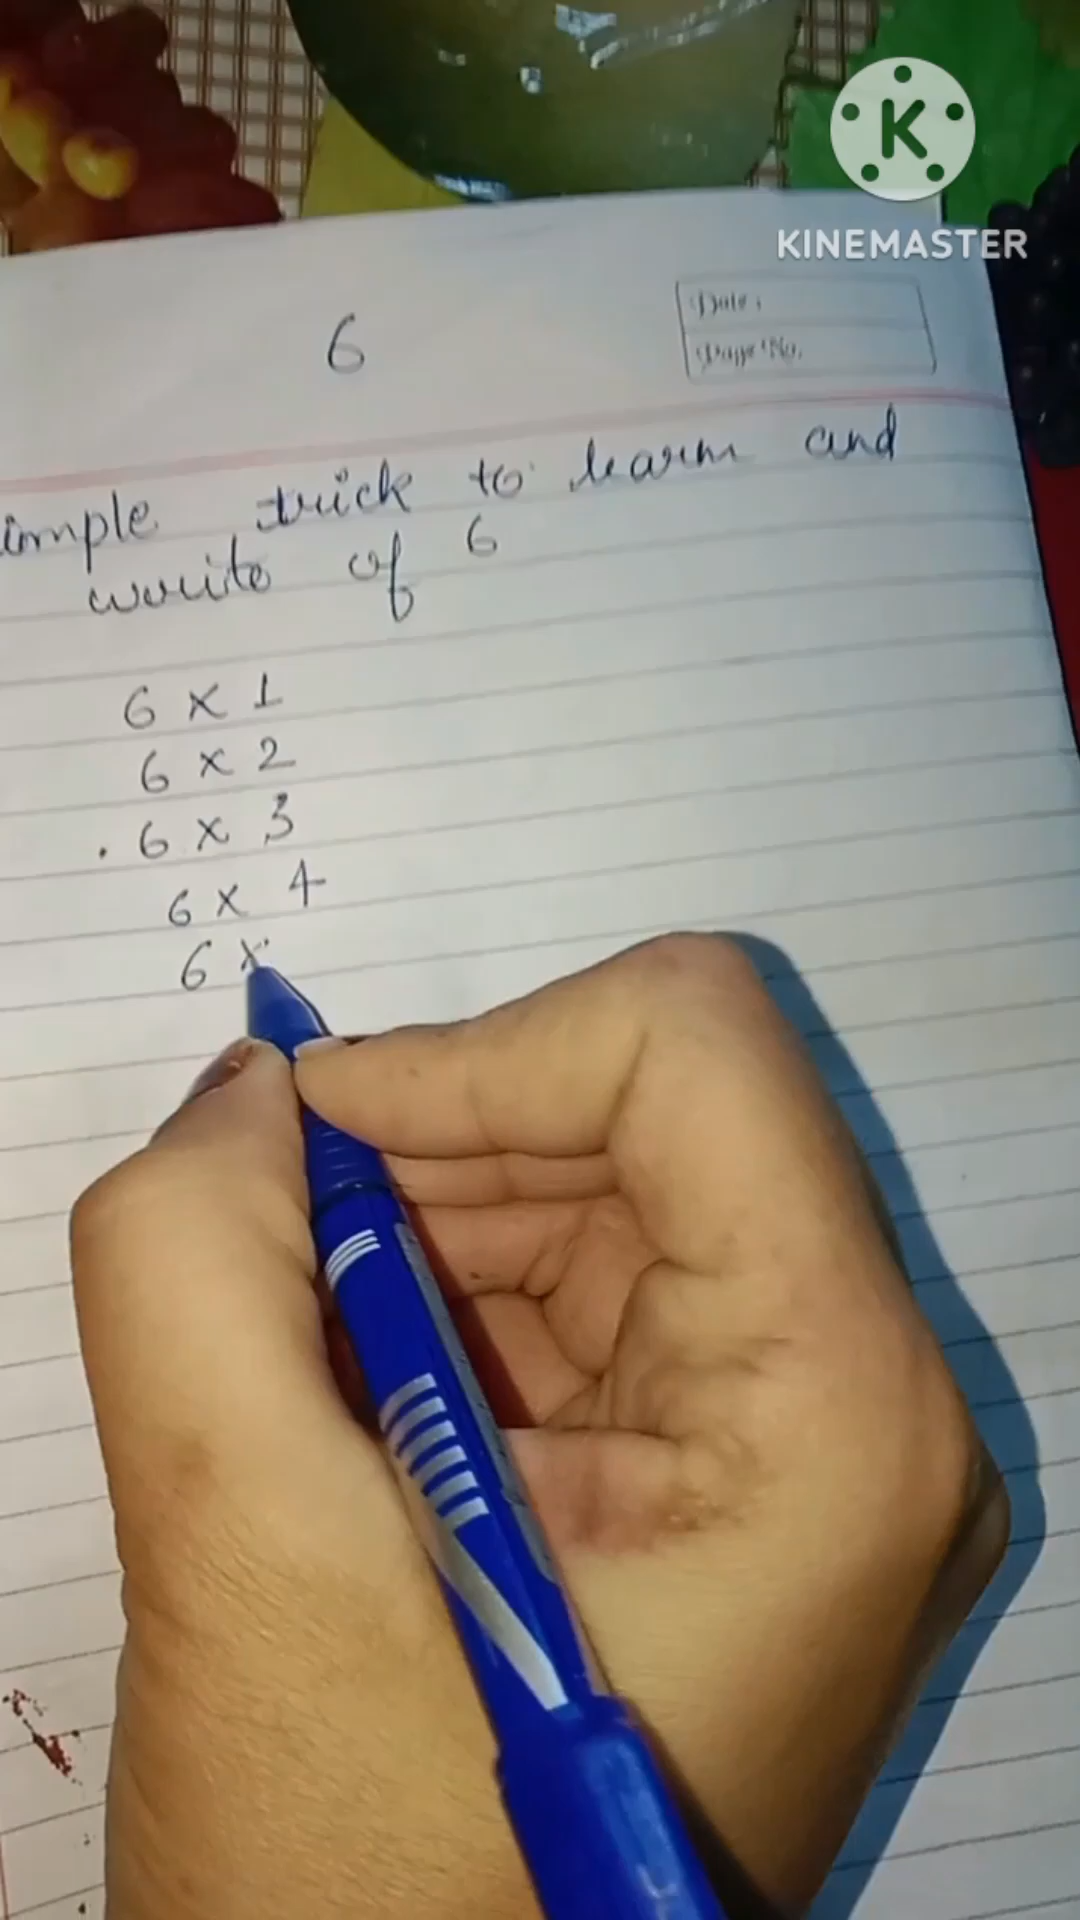 K
KINEMASTER
6
Date :
Page No.
imple trick to learn and
write of 6
6 x 1
6 x 2
. 6 x 3
6 x 4
6 x